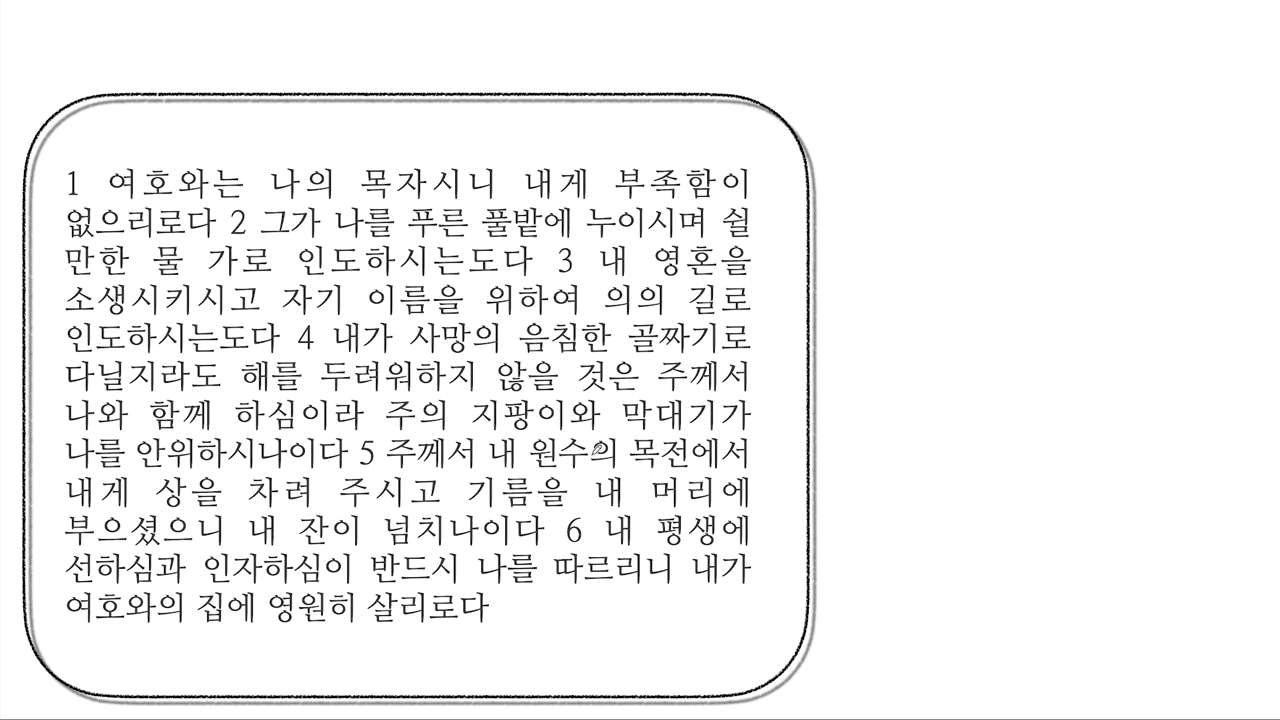 1 여호와는 나의 목자시니 내게 부족함이
없으리로다 2 그가 나를 푸른 풀밭에 누이시며 쉴
만한 물 가로 인도하시는도다 3 내 영혼을
소생시키시고 자기 이름을 위하여 의의 길로
인도하시는도다 4 내가 사망의 음침한 골짜기로
다닐지라도 해를 두려워하지 않을 것은 주께서
나와 함께 하심이라 주의 지팡이와 막대기가
나를 안위하시나이다 5 주께서 내 원수의 목전에서
내게 상을 차려 주시고 기름을 내 머리에
부으셨으니 내 잔이 넘치나이다 6 내 평생에
선하심과 인자하심이 반드시 나를 따르리니 내가
여호와의 집에 영원히 살리로다